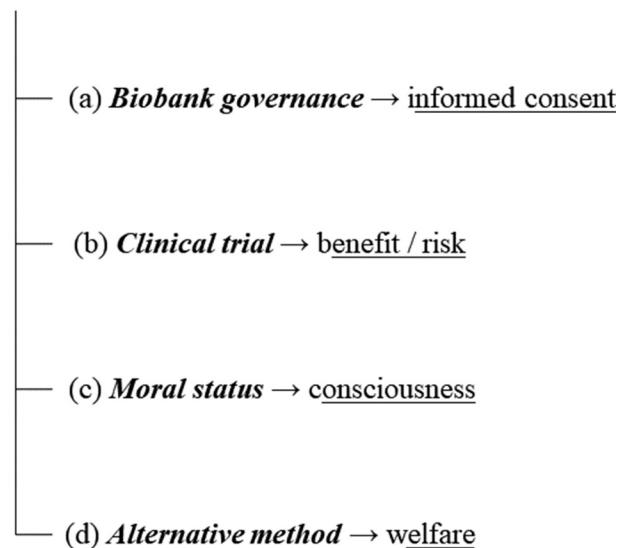 (a) Biobank governance → informed consent
(b) Clinical trial → benefit / risk
(c) Moral status → consciousness
(d) Alternative method → welfare